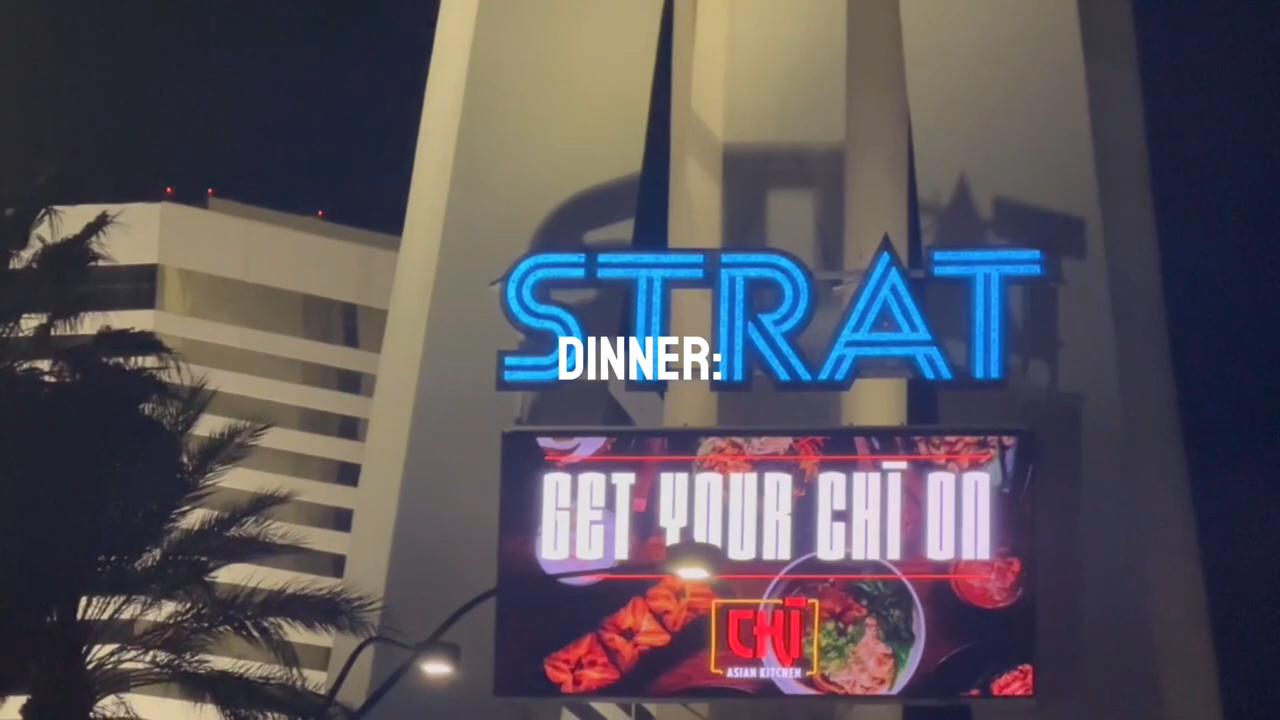 STRAT
DINNER:
GET YOUR CHĪ ON
CHĪ
ASIAN KITCHEN